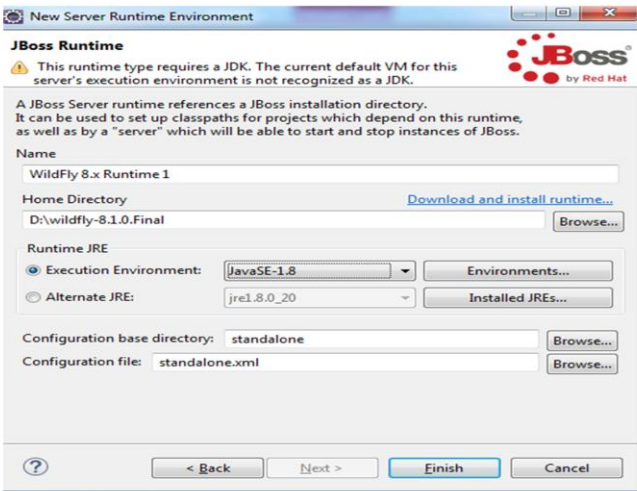 New Server Runtime Environment
JBoss Runtime
This runtime type requires a JDK. The current default VM for this
server's execution environment is not recognized as a JDK.
JBoss
by Red Hat
A JBoss Server runtime references a JBoss installation directory.
It can be used to set up classpaths for projects which depend on this runtime,
as well as by a "server" which will be able to start and stop instances of JBoss.
Name
WildFly 8.x Runtime 1
Home Directory Download and install runtime...
D:\wildfly-8.1.0.Final Browse...
Runtime JRE
Execution Environment: JavaSE-1.8 Environments...
Alternate JRE: jre1.8.0_20 Installed JREs...
Configuration base directory: standalone Browse...
Configuration file: standalone.xml Browse...
? < Back Next > Finish Cancel